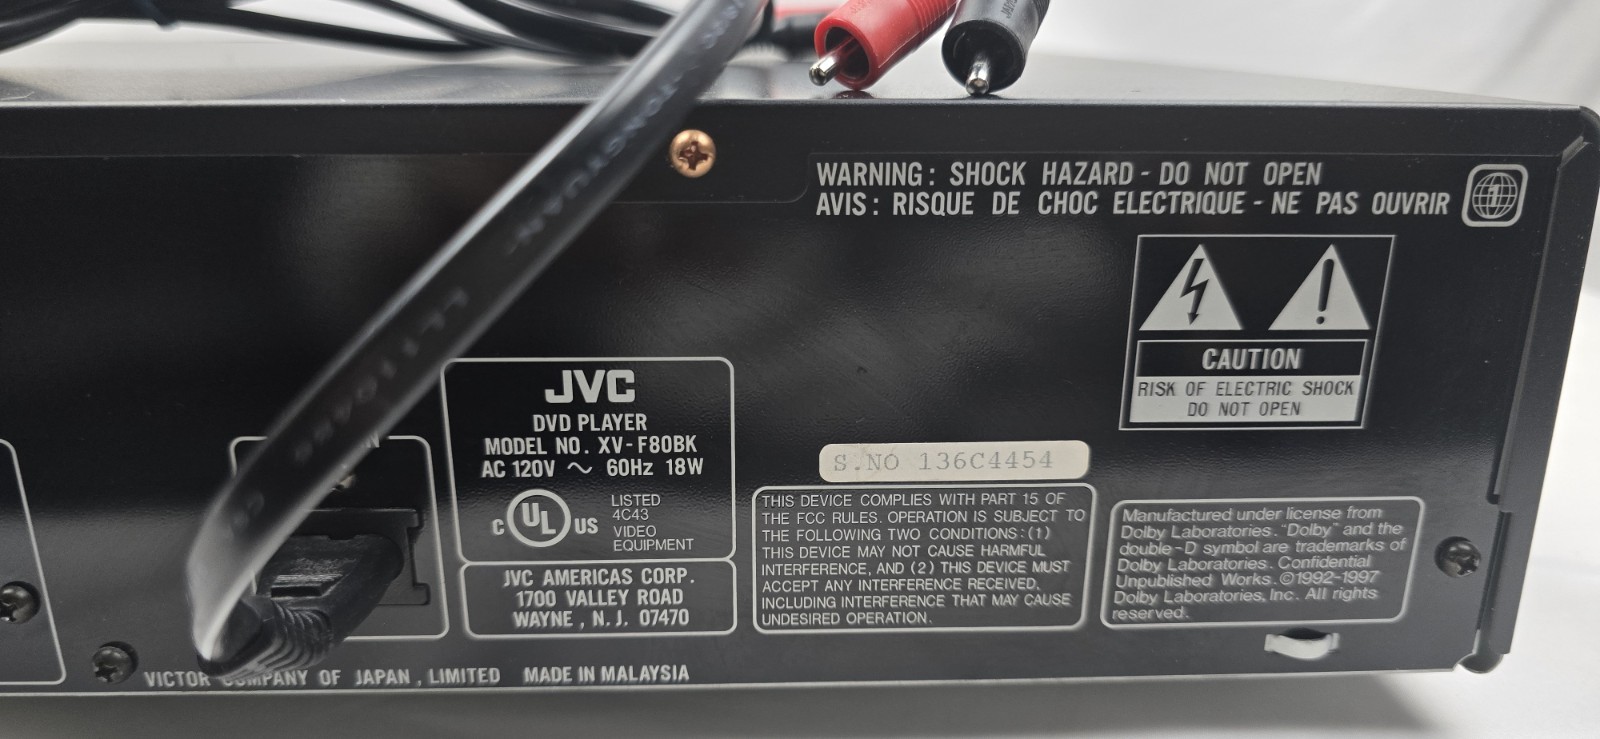 WARNING: SHOCK HAZARD - DO NOT OPEN
AVIS: RISQUE DE CHOC ELECTRIQUE - NE PAS OUVRIR
1
CAUTION
RISK OF ELECTRIC SHOCK
DO NOT OPEN
JVC
DVD PLAYER
MODEL NO. XV-F80BK
AC 120V ~ 60Hz 18W
C UL US
LISTED
4C43
VIDEO
EQUIPMENT
JVC AMERICAS CORP.
1700 VALLEY ROAD
WAYNE, N.J. 07470
S.NO 136C4454
THIS DEVICE COMPLIES WITH PART 15 OF
THE FCC RULES. OPERATION IS SUBJECT TO
THE FOLLOWING TWO CONDITIONS:(1)
THIS DEVICE MAY NOT CAUSE HARMFUL
INTERFERENCE, AND (2) THIS DEVICE MUST
ACCEPT ANY INTERFERENCE RECEIVED,
INCLUDING INTERFERENCE THAT MAY CAUSE
UNDESIRED OPERATION.
Manufactured under license from
Dolby Laboratories. "Dolby" and the
double-D symbol are trademarks of
Dolby Laboratories. Confidential
Unpublished Works. ©1992-1997
Dolby Laboratories, Inc. All rights
reserved.
VICTOR COMPANY OF JAPAN, LIMITED MADE IN MALAYSIA